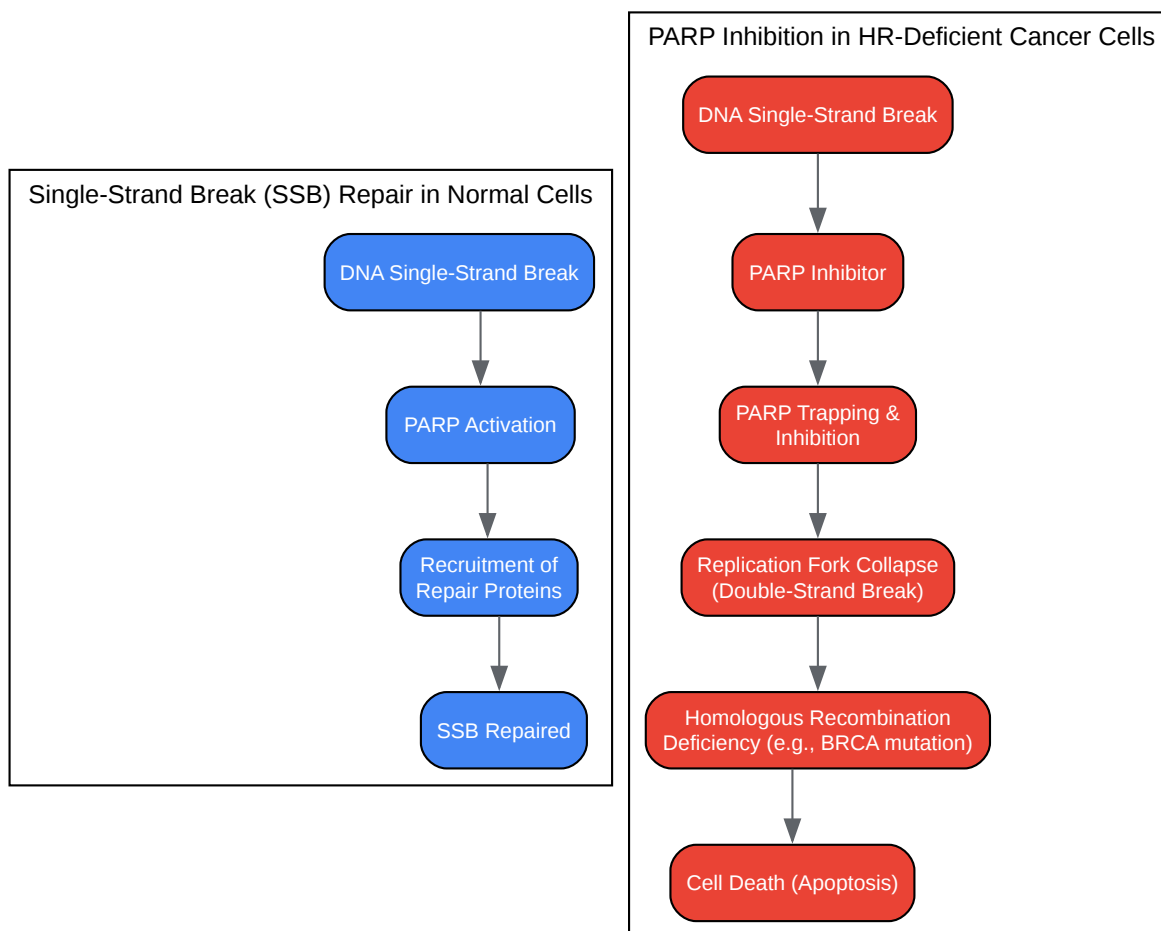 Single-Strand Break (SSB) Repair in Normal Cells
DNA Single-Strand Break
PARP Activation
Recruitment of
Repair Proteins
SSB Repaired
PARP Inhibition in HR-Deficient Cancer Cells
DNA Single-Strand Break
PARP Inhibitor
PARP Trapping &
Inhibition
Replication Fork Collapse
(Double-Strand Break)
Homologous Recombination
Deficiency (e.g., BRCA mutation)
Cell Death (Apoptosis)